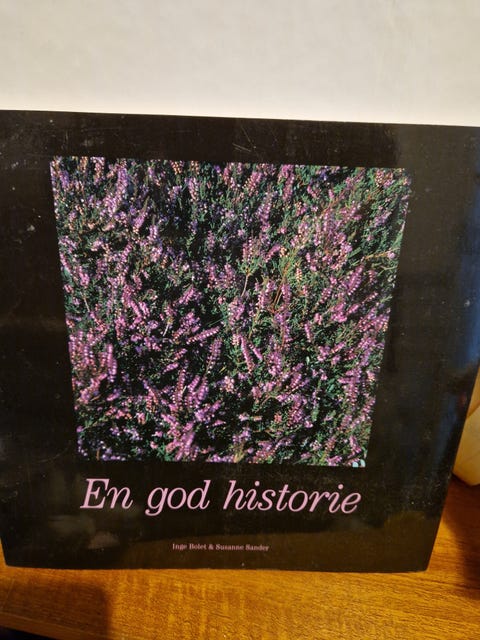 En god historie
Inge Bolet & Susanne Sander